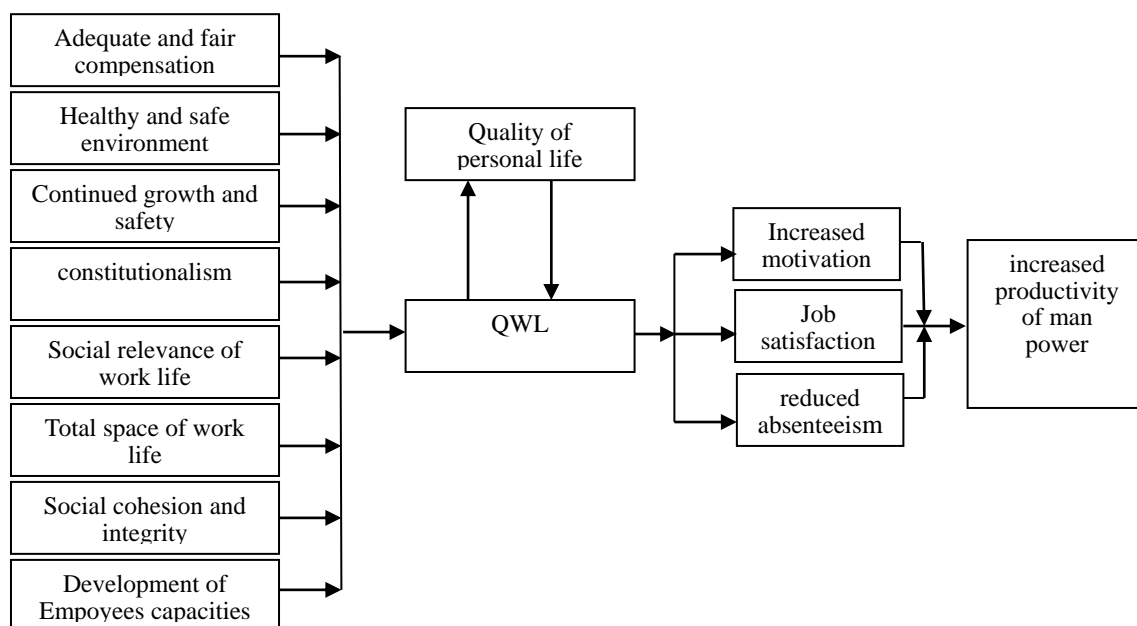 Adequate and fair
compensation
Healthy and safe
environment
Continued growth and
safety
constitutionalism
Social relevance of
work life
Total space of work
life
Social cohesion and
integrity
Development of
Empoyees capacities
Quality of
personal life
QWL
Increased
motivation
Job
satisfaction
reduced
absenteeism
increased
productivity
of man
power